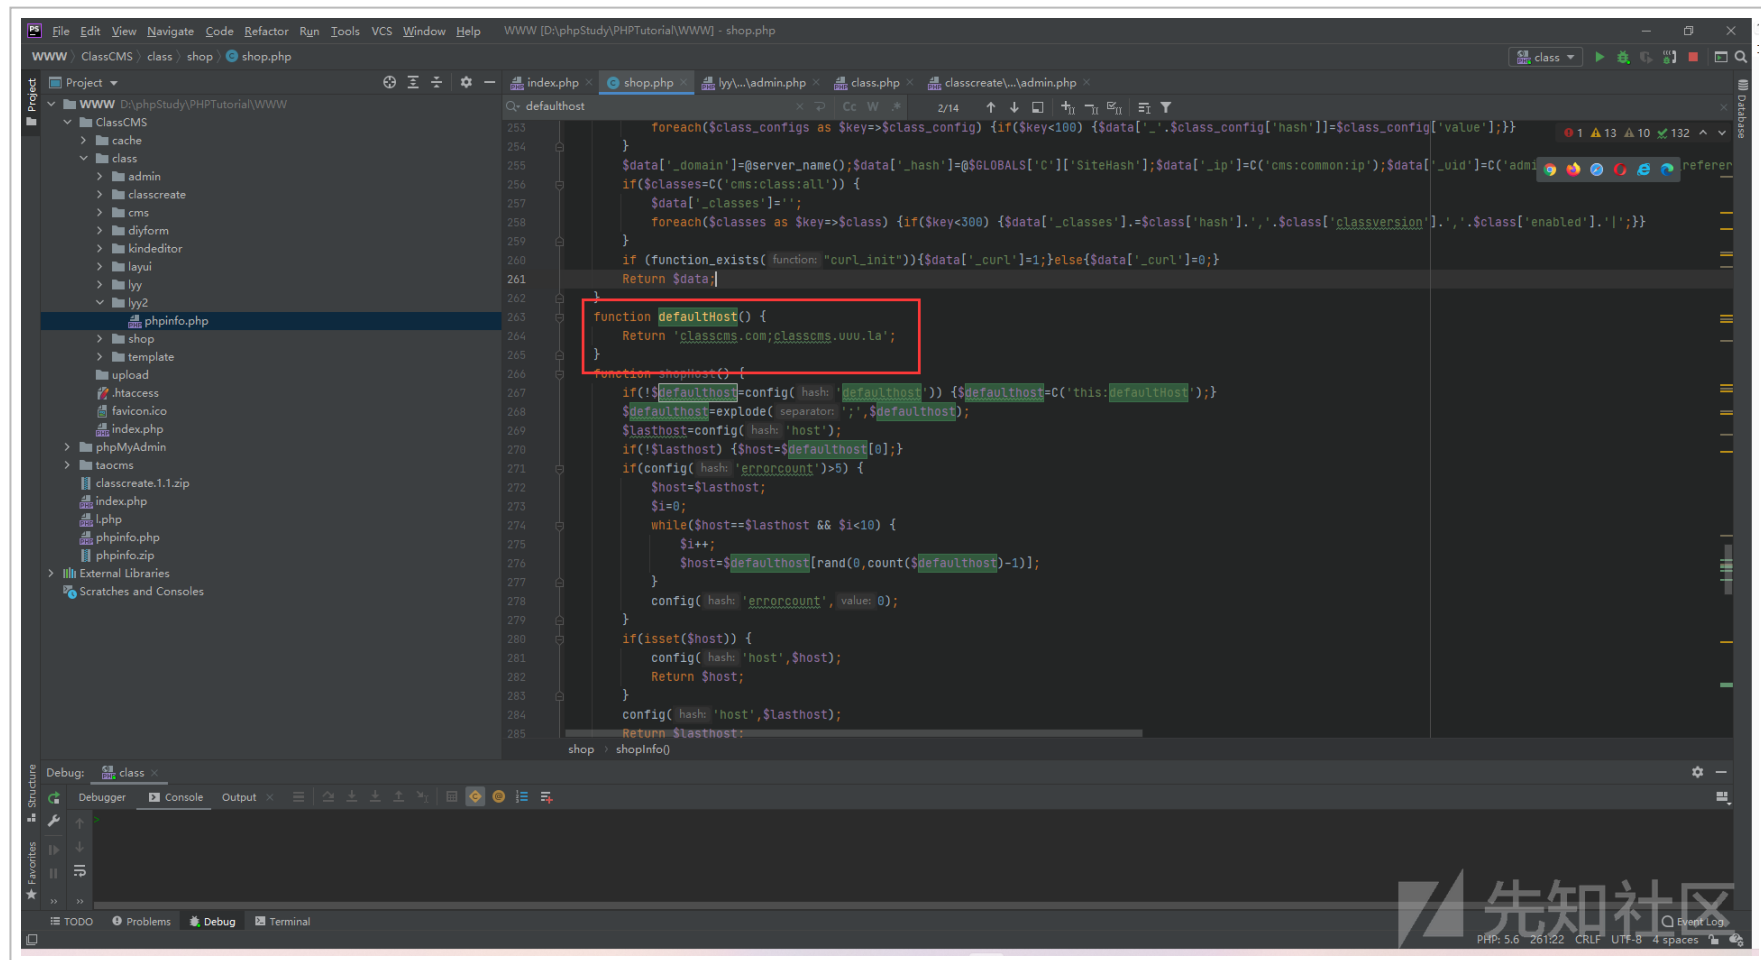 PS File Edit View Navigate Code Refactor Run Tools VCS Window Help WWW [D:\phpStudy\PHPTutorial\WWW] - shop.php
WWW ClassCMS class shop shop.php class
Project
index.php shop.php lyy\...\admin.php class.php classcreate\...\admin.php
defaulthost Cc W .* 2/14
1 13 10 132
Project
WWW D:\phpStudy\PHPTutorial\WWW
ClassCMS
cache
class
admin
classcreate
cms
diyform
kindeditor
layui
lyy
lyy2
phpinfo.php
shop
template
upload
.htaccess
favicon.ico
index.php
phpMyAdmin
taocms
classcreate.1.1.zip
index.php
l.php
phpinfo.php
phpinfo.zip
External Libraries
Scratches and Consoles
253 foreach($class_configs as $key=>$class_config) {if($key<100) {$data['_'.$class_config['hash']]=$class_config['value'];}}
254 }
255 $data['_domain']=@server_name();$data['_hash']=@$GLOBALS['C']['SiteHash'];$data['_ip']=C('cms:common:ip');$data['_uid']=C('admi referer
256 if($classes=C('cms:class:all')) {
257 $data['_classes']='';
258 foreach($classes as $key=>$class) {if($key<300) {$data['_classes'].=$class['hash'].','.$class['classversion'].','.$class['enabled'].'|';}}
259 }
260 if (function_exists( function: "curl_init")){$data['_curl']=1;}else{$data['_curl']=0;}
261 Return $data;
262 }
263 function defaultHost() {
264 Return 'classcms.com;classcms.uuu.la';
265 }
266 function shopHost() {
267 if(!$defaulthost=config( hash: 'defaulthost')) {$defaulthost=C('this:defaultHost');}
268 $defaulthost=explode( separator: ';',$defaulthost);
269 $lasthost=config( hash: 'host');
270 if(!$lasthost) {$host=$defaulthost[0];}
271 if(config( hash: 'errorcount')>5) {
272 $host=$lasthost;
273 $i=0;
274 while($host==$lasthost && $i<10) {
275 $i++;
276 $host=$defaulthost[rand(0,count($defaulthost)-1)];
277 }
278 config( hash: 'errorcount', value: 0);
279 }
280 if(isset($host)) {
281 config( hash: 'host',$host);
282 Return $host;
283 }
284 config( hash: 'host',$lasthost);
285 Return $lasthost;
shop shopInfo()
Database
Structure
Favorites
Debug: class
Debugger Console Output
>
TODO Problems Debug Terminal Event Log
PHP: 5.6 261:22 CRLF UTF-8 4 spaces
先知社区